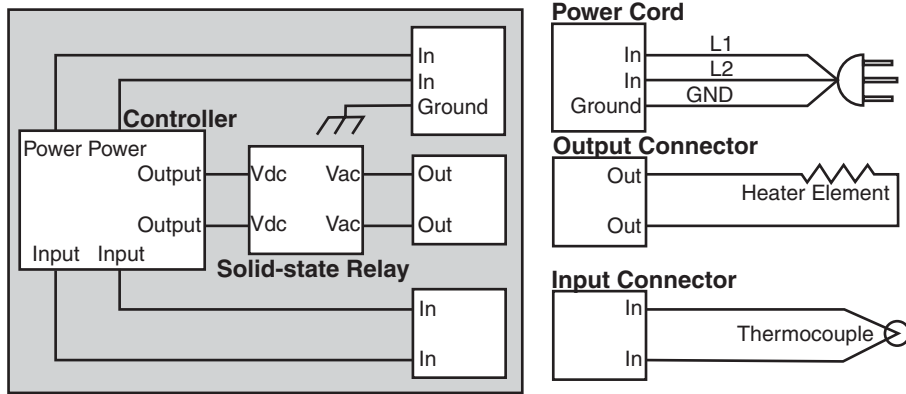 In
In
Ground
Controller
Power Power
Output
Output
Input Input
Vdc Vac
Vdc Vac
Solid-state Relay
Out
Out
In
In
Power Cord
In L1
In L2
Ground GND
Output Connector
Out
Heater Element
Out
Input Connector
In
Thermocouple
In